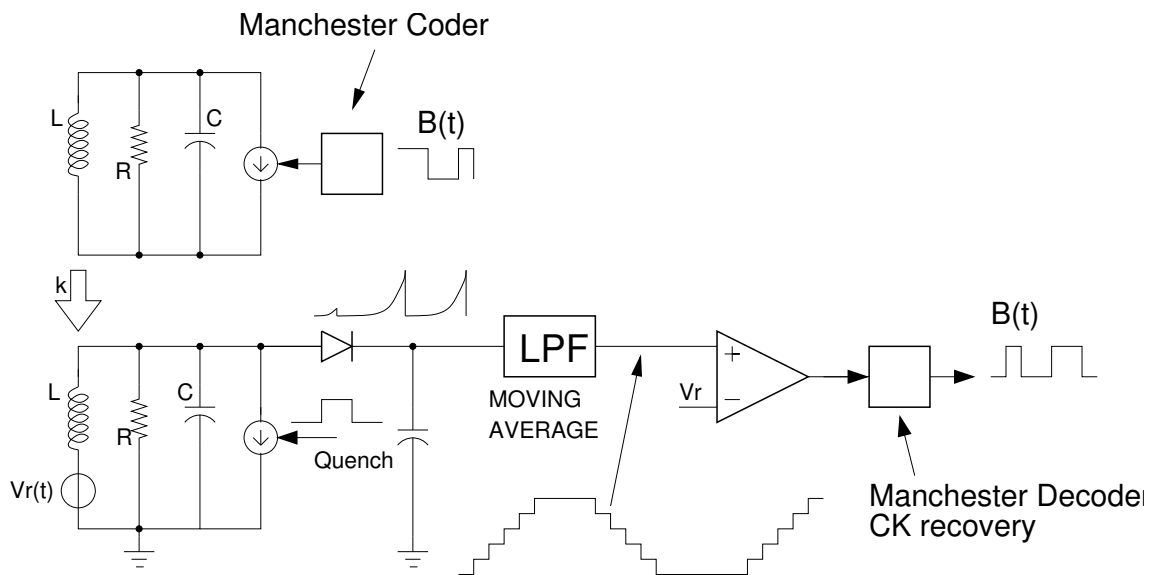 Manchester Coder
L
R
C
B(t)
k
L
R
C
Vr(t)
Quench
LPF
MOVING
AVERAGE
+
Vr
−
B(t)
Manchester Decoder
CK recovery